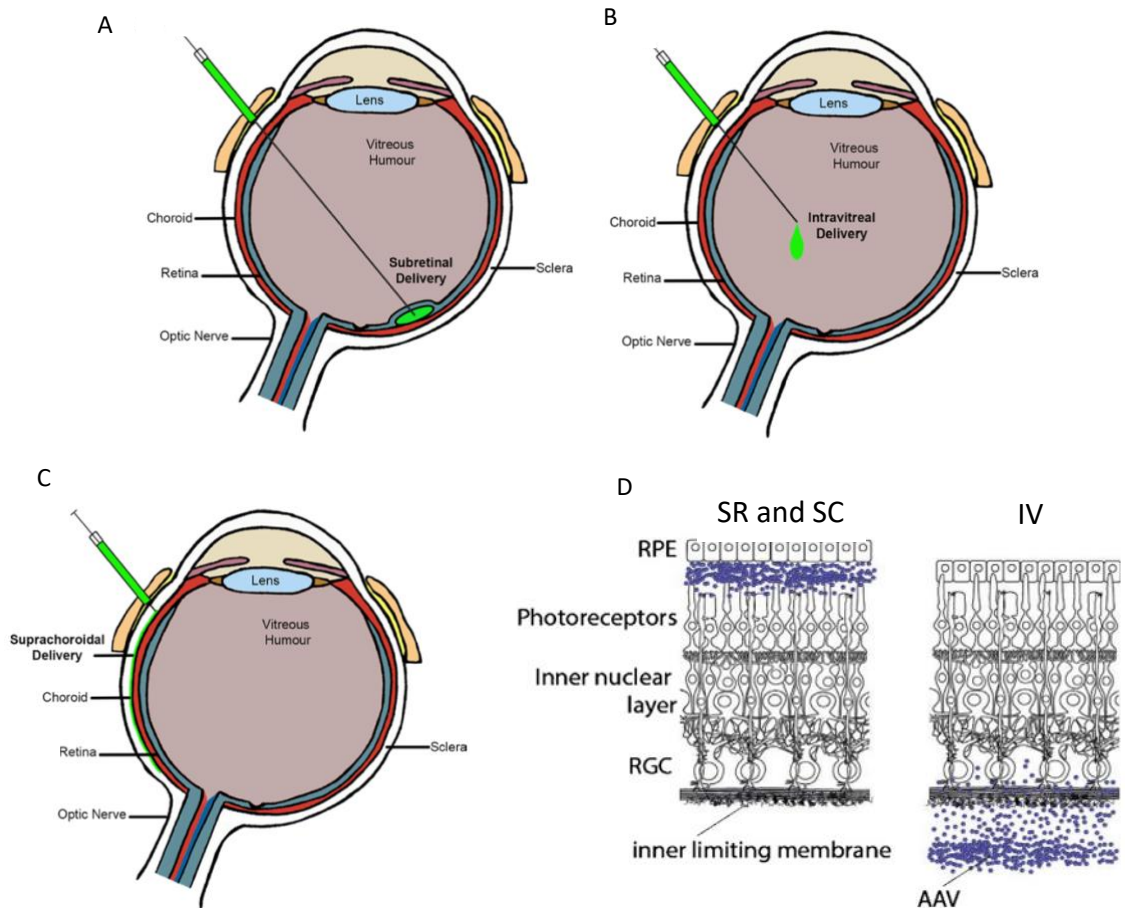 A
Lens
Vitreous
Humour
Choroid
Subretinal
Delivery
Retina
Sclera
Optic Nerve
B
Lens
Vitreous
Humour
Choroid
Intravitreal
Delivery
Retina
Sclera
Optic Nerve
C
Lens
Vitreous
Humour
Suprachoroidal
Delivery
Choroid
Retina
Sclera
Optic Nerve
D
SR and SC
IV
RPE
Photoreceptors
Inner nuclear
layer
RGC
inner limiting membrane
AAV